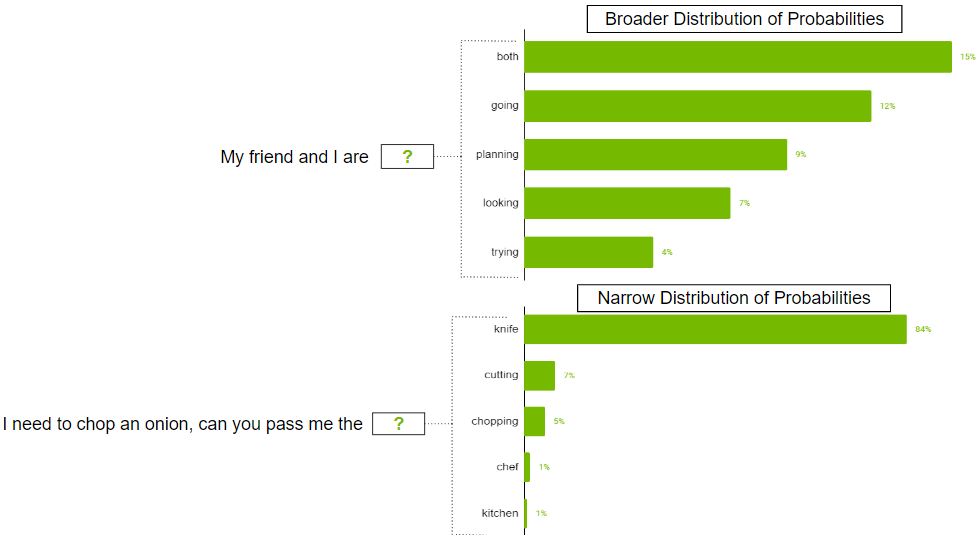 Broader Distribution of Probabilities
both 15%
going 12%
My friend and I are ?
planning 9%
looking 7%
trying 4%
Narrow Distribution of Probabilities
knife 84%
cutting 7%
I need to chop an onion, can you pass me the ?
chopping 5%
chef 1%
kitchen 1%